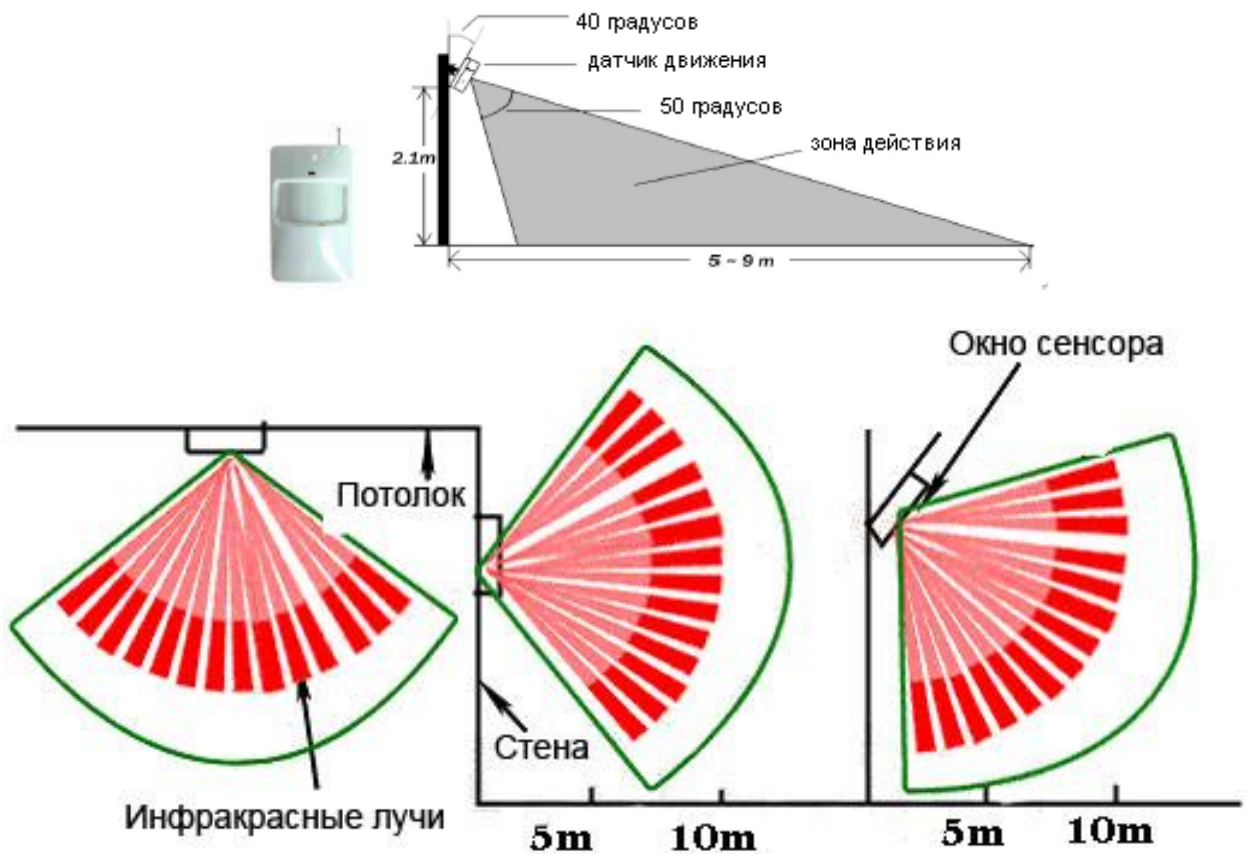 40 градусов
датчик движения
50 градусов
зона действия
2.1m
5 ~ 9 m
Окно сенсора
Потолок
Стена
Инфракрасные лучи
5m 10m
5m 10m